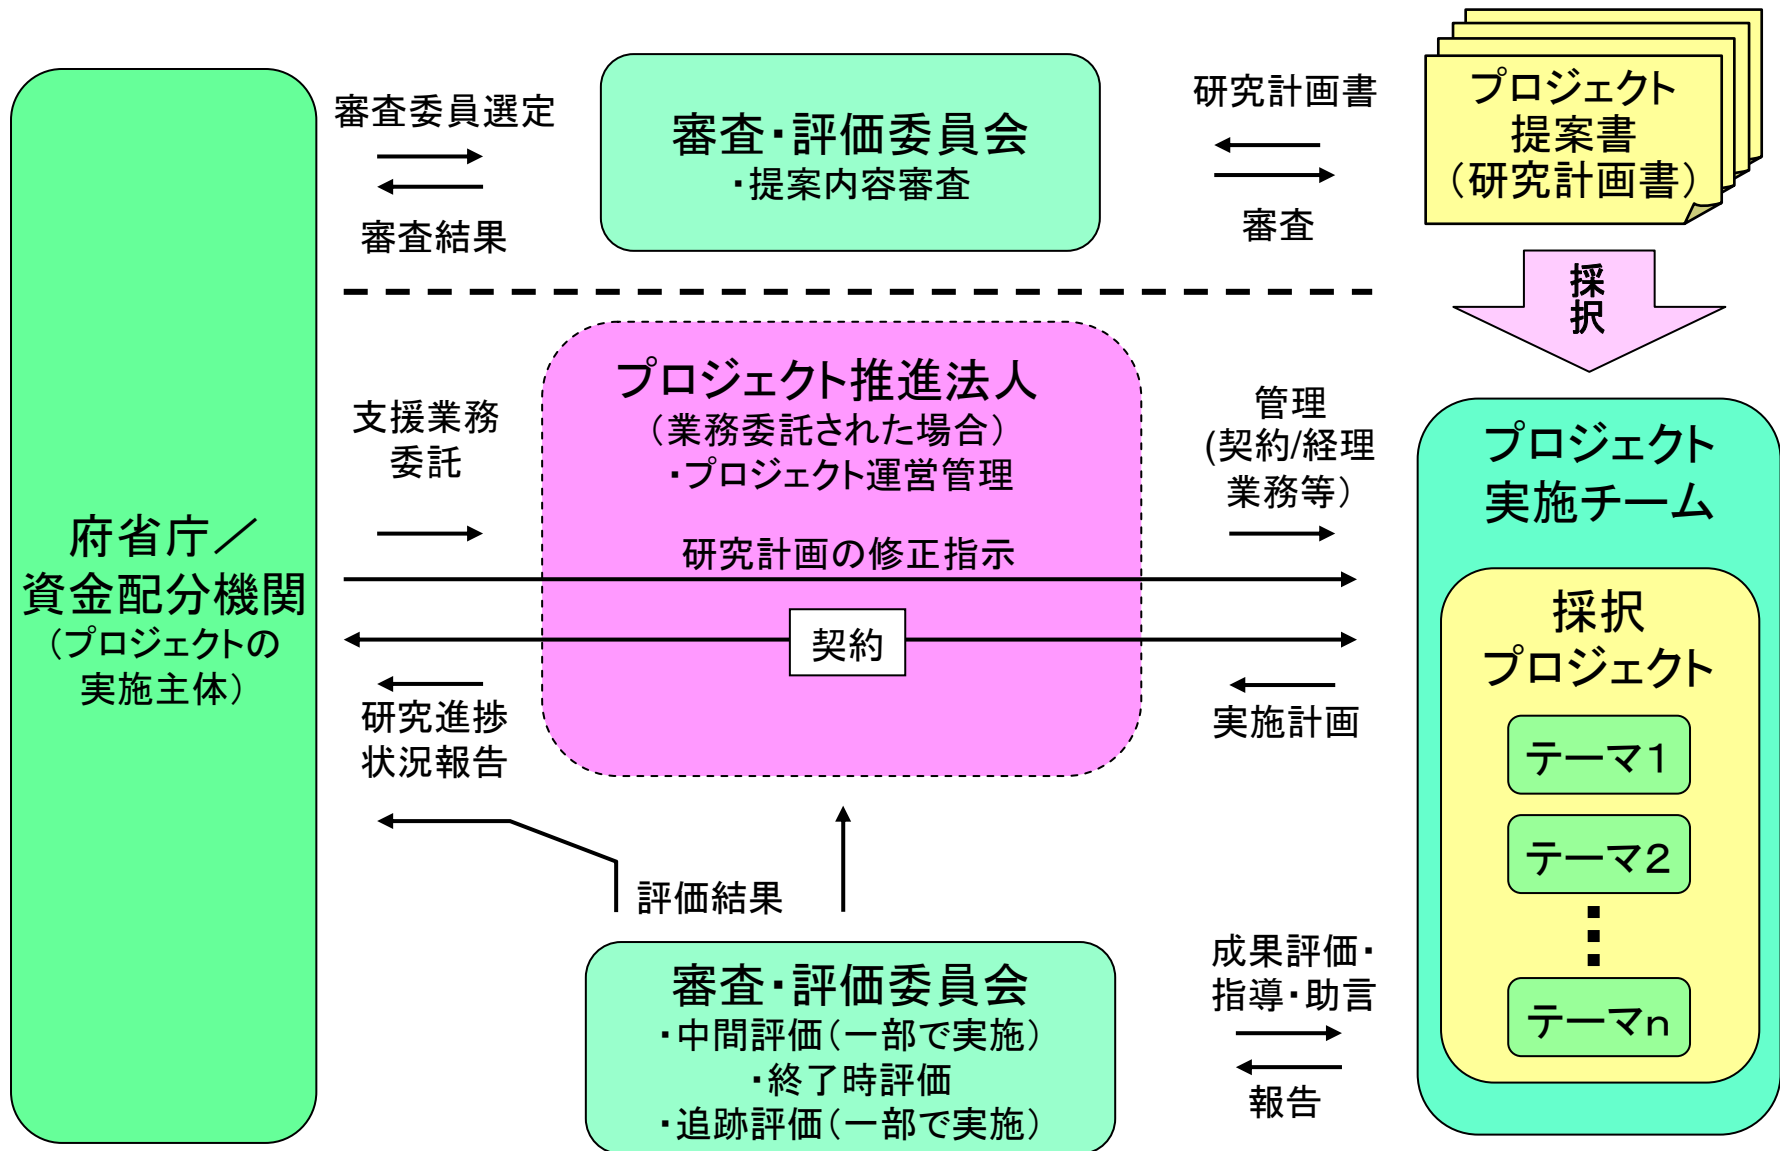 府省庁／
資金配分機関
（プロジェクトの
実施主体）
審査委員選定
審査結果
審査・評価委員会
・提案内容審査
研究計画書
審査
プロジェクト
提案書
（研究計画書）
採
択
支援業務
委託
プロジェクト推進法人
（業務委託された場合）
・プロジェクト運営管理
管理
(契約/経理
業務等）
研究計画の修正指示
契約
研究進捗
状況報告
実施計画
プロジェクト
実施チーム
採択
プロジェクト
テーマ１
テーマ２
テーマｎ
評価結果
審査・評価委員会
・中間評価（一部で実施）
・終了時評価
・追跡評価（一部で実施）
成果評価・
指導・助言
報告